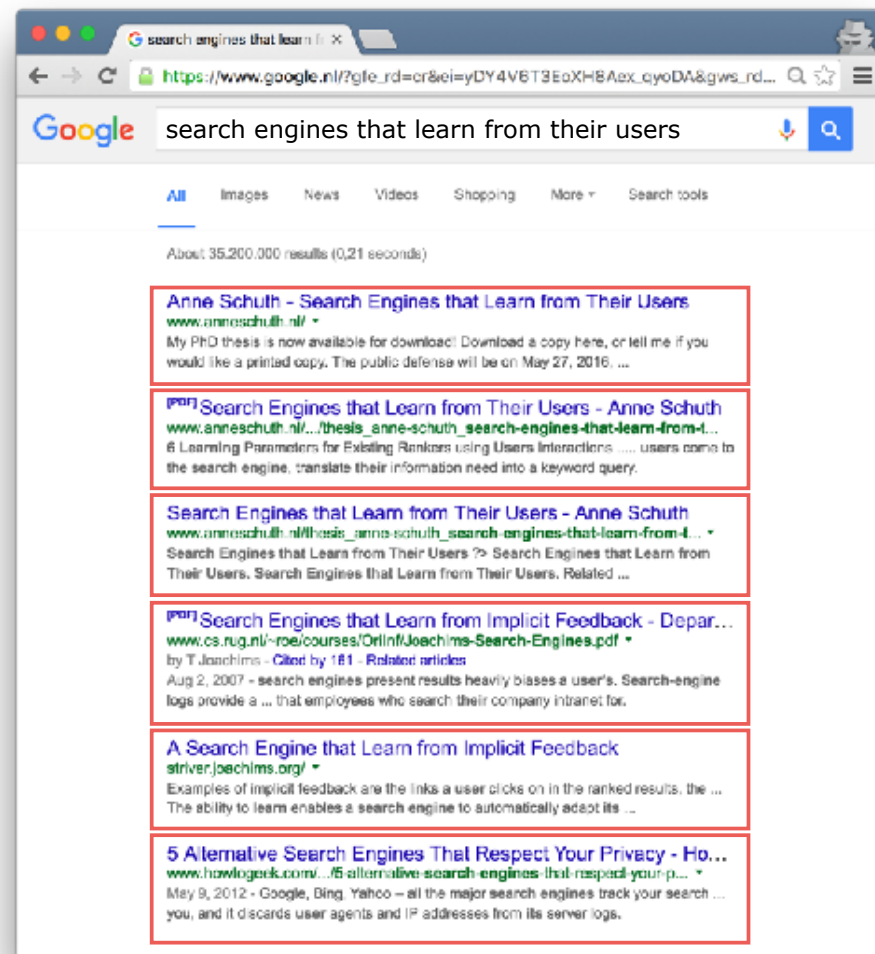 search engines that learn f
https://www.google.nl/?gfe_rd=cr&ei=yDY4V6T3EoXH8Aex_qyoDA&gws_rd...
Google search engines that learn from their users
All Images News Videos Shopping More Search tools
About 35.200.000 results (0,21 seconds)
Anne Schuth - Search Engines that Learn from Their Users
www.anneschuth.nl/
My PhD thesis is now available for download! Download a copy here, or tell me if you
would like a printed copy. The public defense will be on May 27, 2016, ...
[PDF] Search Engines that Learn from Their Users - Anne Schuth
www.anneschuth.nl/.../thesis_anne-schuth_search-engines-that-learn-from-t...
6 Learning Parameters for Existing Rankers using Users Interactions ..... users come to
the search engine, translate their information need into a keyword query.
Search Engines that Learn from Their Users - Anne Schuth
www.anneschuth.nl/thesis_anne-schuth_search-engines-that-learn-from-t...
Search Engines that Learn from Their Users ?> Search Engines that Learn from
Their Users. Search Engines that Learn from Their Users. Related ...
[PDF] Search Engines that Learn from Implicit Feedback - Depar...
www.cs.rug.nl/~roe/courses/OriInf/Joachims-Search-Engines.pdf
by T Joachims - Cited by 161 - Related articles
Aug 2, 2007 - search engines present results heavily biases a user's. Search-engine
logs provide a ... that employees who search their company intranet for.
A Search Engine that Learn from Implicit Feedback
striver.joachims.org/
Examples of implicit feedback are the links a user clicks on in the ranked results, the ...
The ability to learn enables a search engine to automatically adapt its ...
5 Alternative Search Engines That Respect Your Privacy - Ho...
www.howtogeek.com/.../5-alternative-search-engines-that-respect-your-p...
May 9, 2012 - Google, Bing, Yahoo – all the major search engines track your search ...
you, and it discards user agents and IP addresses from its server logs.